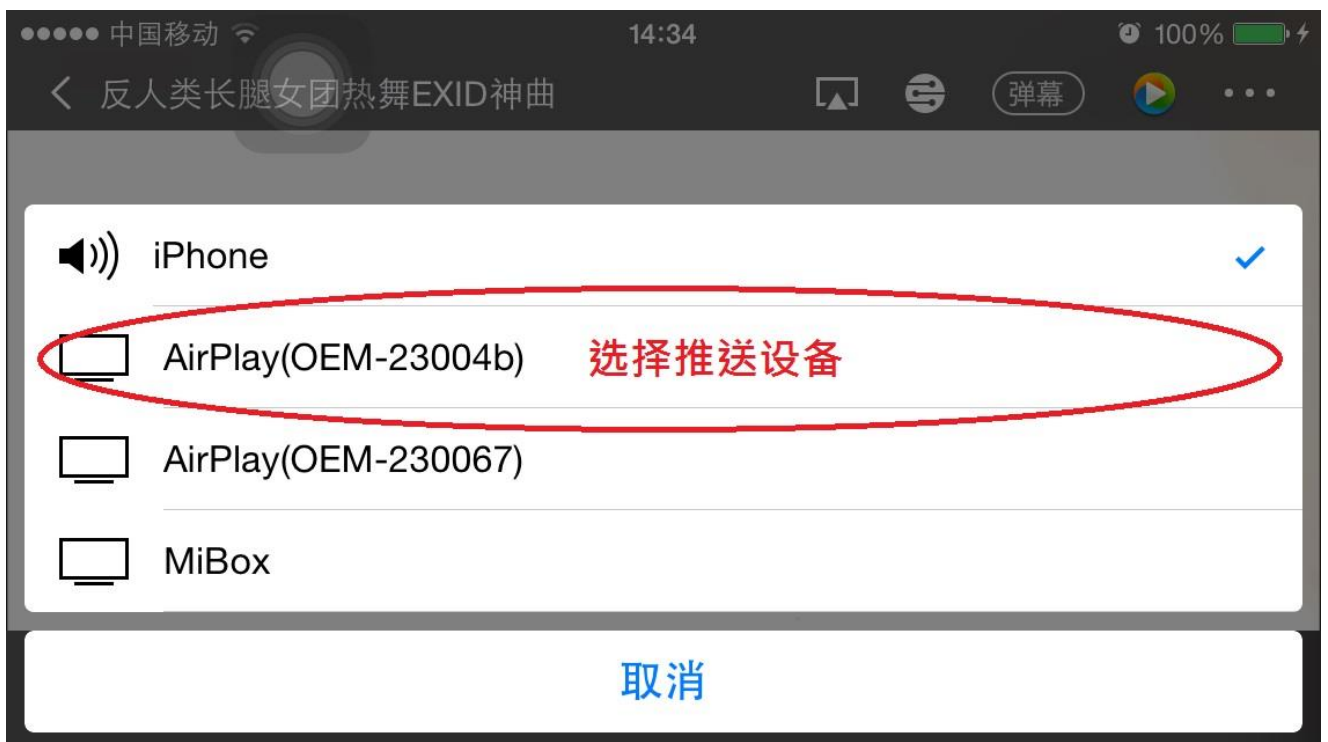 中国移动 14:34 100%
反人类长腿女团热舞EXID神曲 弹幕
iPhone
AirPlay(OEM-23004b) 选择推送设备
AirPlay(OEM-230067)
MiBox
取消